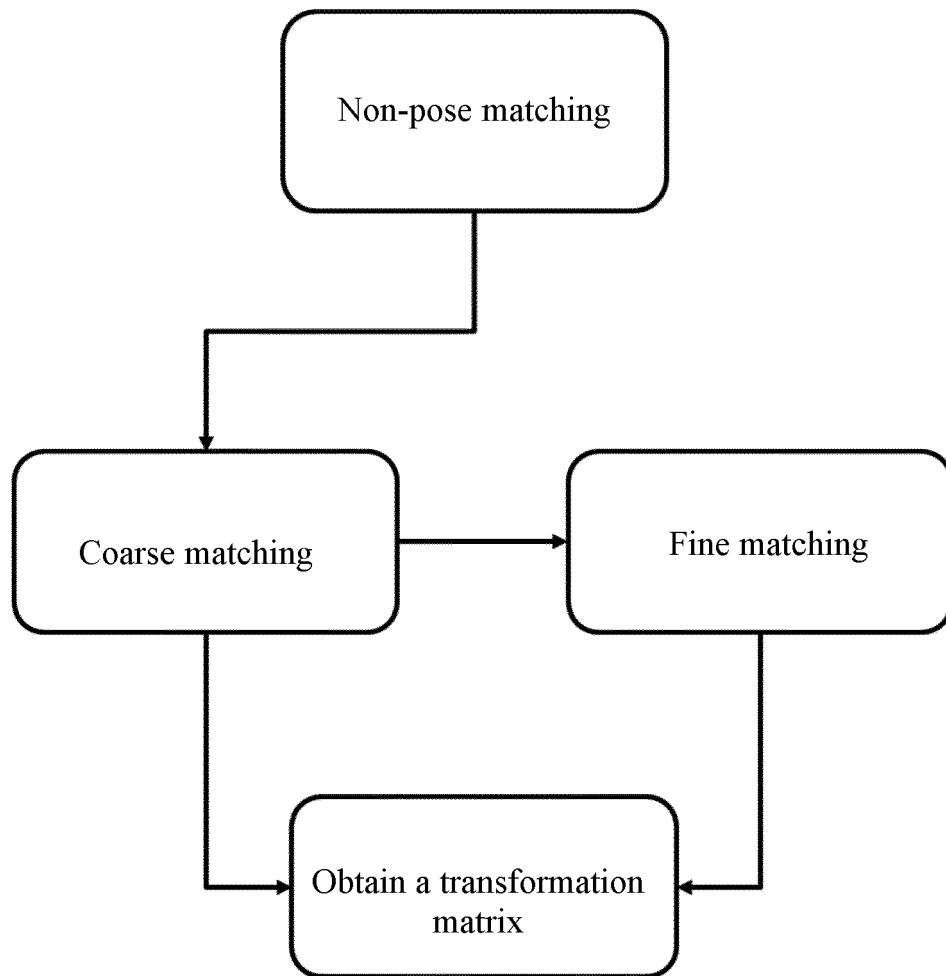 Non-pose matching
Coarse matching
Fine matching
Obtain a transformation
matrix